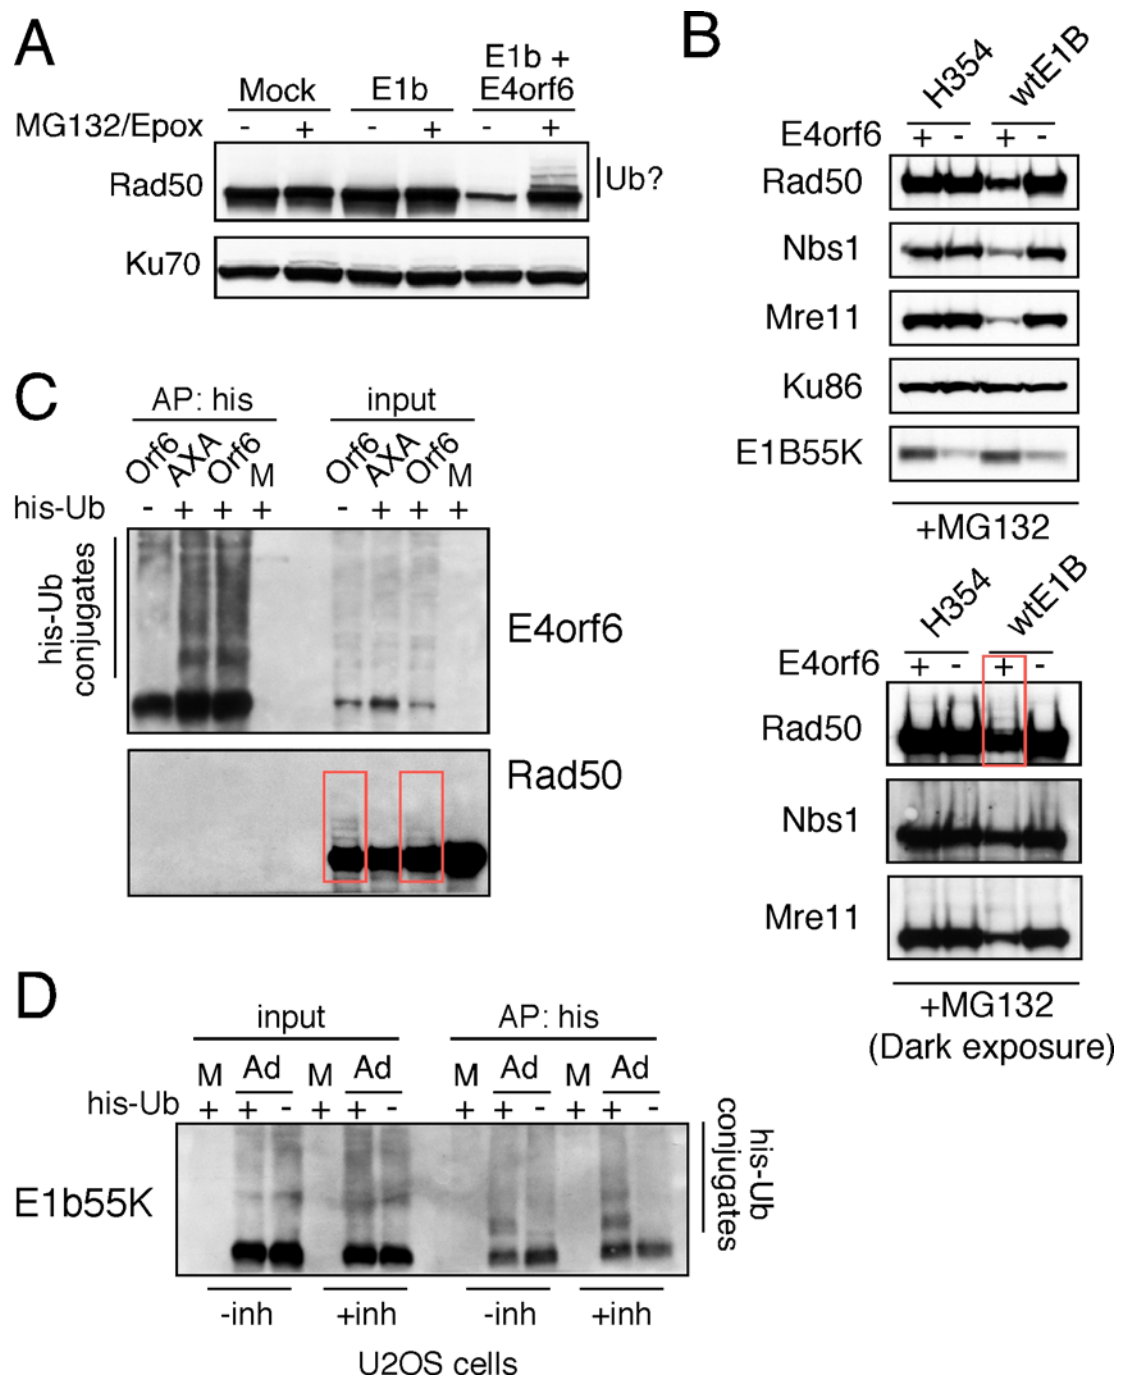 A
Mock E1b E1b + E4orf6
MG132/Epox - + - + - +
Rad50
Ub?
Ku70
B
H354 wtE1B
E4orf6 + - + -
Rad50
Nbs1
Mre11
Ku86
E1B55K
+MG132
H354 wtE1B
E4orf6 + - + -
Rad50
Nbs1
Mre11
+MG132
(Dark exposure)
C
AP: his input
Orf6 AXA Orf6 M Orf6 AXA Orf6 M
his-Ub - + + + - + + +
his-Ub
conjugates
E4orf6
Rad50
D
input AP: his
M Ad M Ad M Ad M Ad
his-Ub + + - + + - + + - + + -
E1b55K
his-Ub
conjugates
-inh +inh -inh +inh
U2OS cells